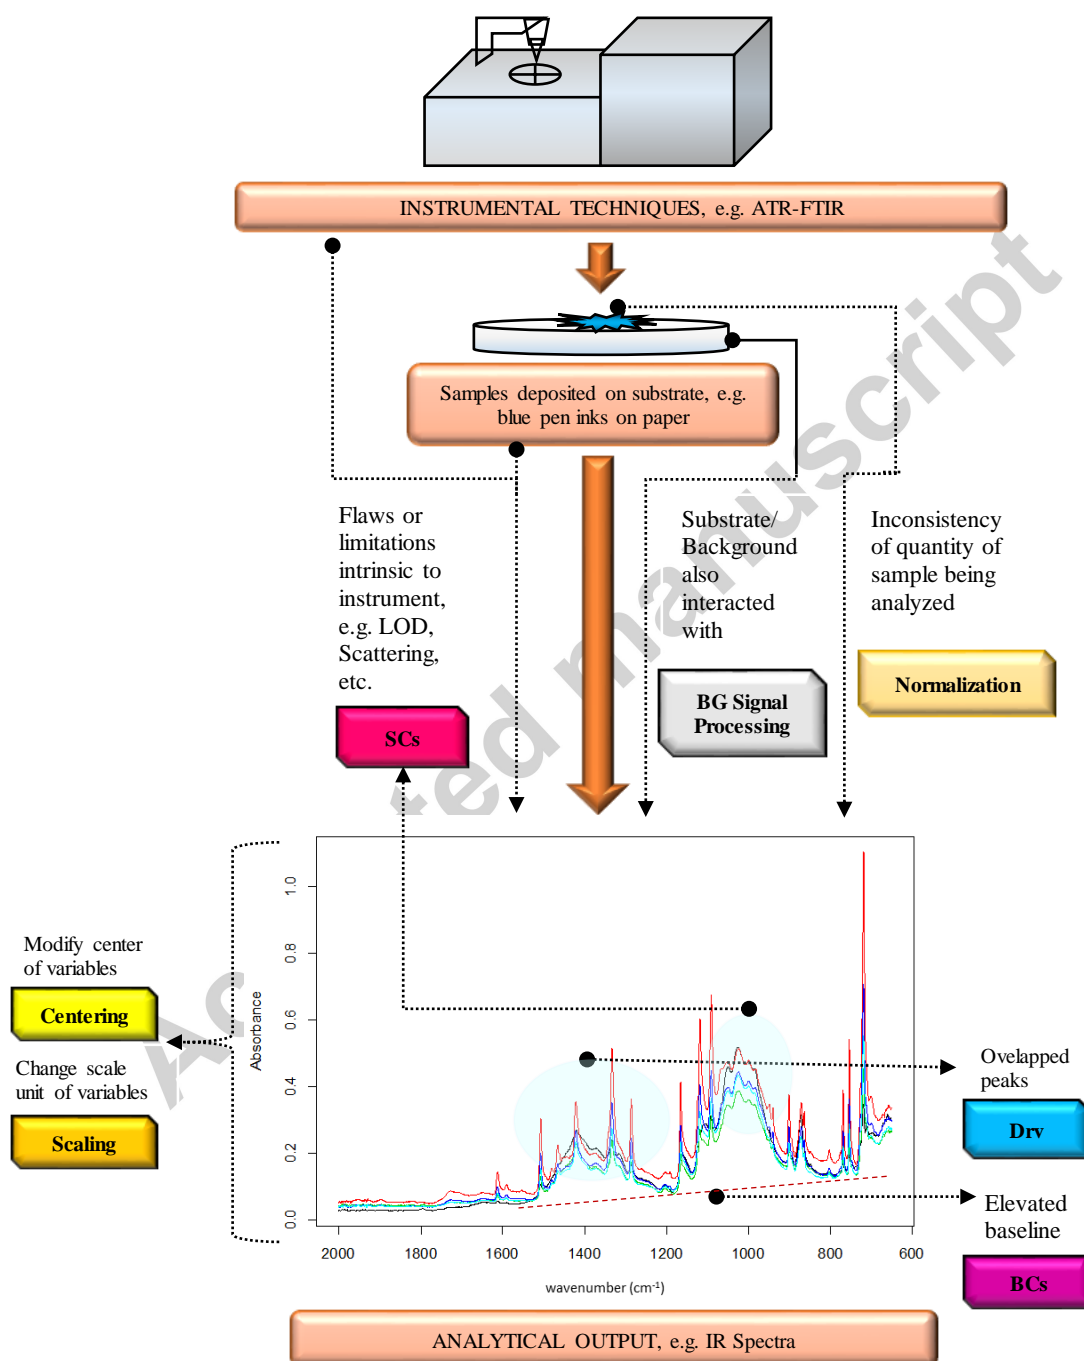 INSTRUMENTAL TECHNIQUES, e.g. ATR-FTIR
Samples deposited on substrate, e.g.
blue pen inks on paper
Flaws or
limitations
intrinsic to
instrument,
e.g. LOD,
Scattering,
etc.
SCs
Substrate/
Background
also
interacted
with
BG Signal
Processing
Inconsistency
of quantity of
sample being
analyzed
Normalization
Modify center
of variables
Centering
Change scale
unit of variables
Scaling
Absorbance
1.0
0.8
0.6
0.4
0.2
0.0
2000 1800 1600 1400 1200 1000 800 600
wavenumber (cm⁻¹)
Ovelapped
peaks
Drv
Elevated
baseline
BCs
ANALYTICAL OUTPUT, e.g. IR Spectra